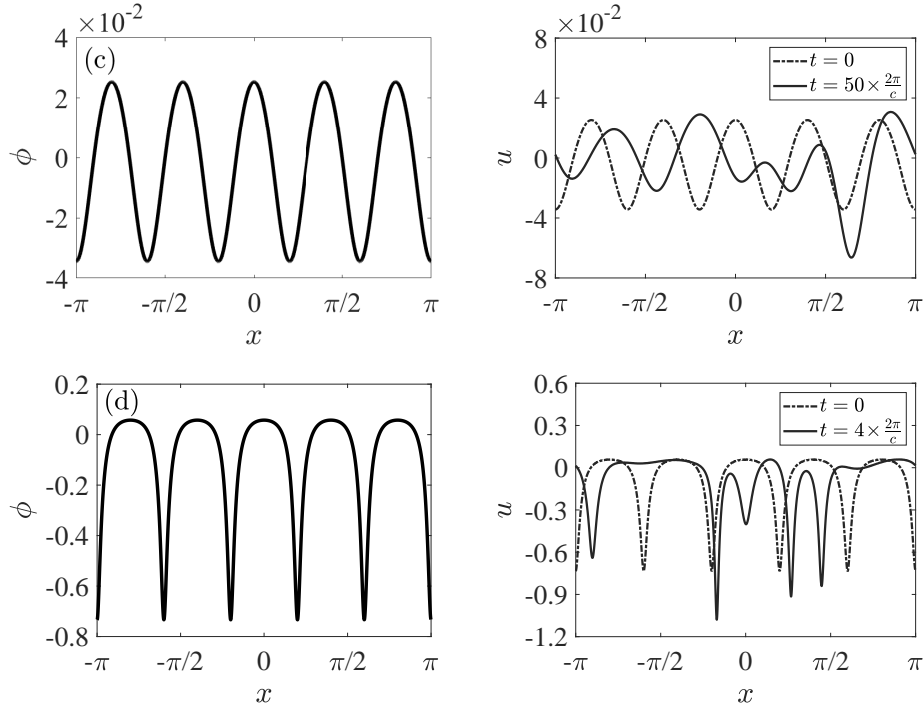 ×10⁻² ×10⁻²
(c)
4
2
0
-2
-4
ϕ
-π -π/2 0 π/2 π
x
8
4
0
-4
-8
u
t = 0
t = 50 × 2π/c
-π -π/2 0 π/2 π
x
(d)
0.2
0
-0.2
-0.4
-0.6
-0.8
ϕ
-π -π/2 0 π/2 π
x
0.6
0.3
0
-0.3
-0.6
-0.9
-1.2
u
t = 0
t = 4 × 2π/c
-π -π/2 0 π/2 π
x